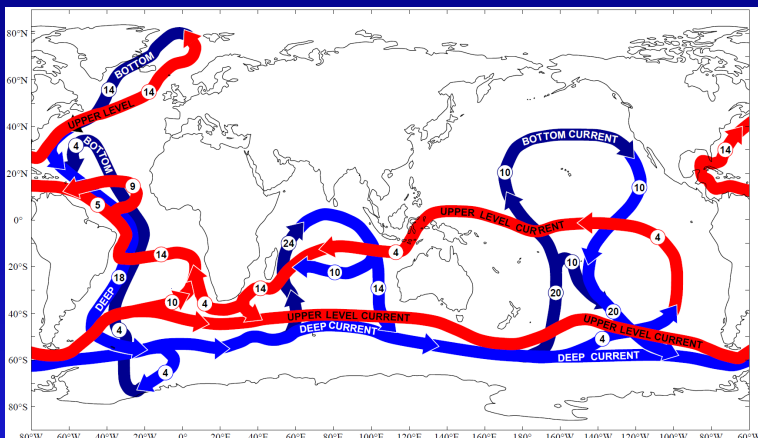 80°N
60°N
40°N
20°N
0°
20°S
40°S
60°S
80°S
BOTTOM
14
14
UPPER LEVEL
4
BOTTOM
9
5
14
18
DEEP
10
4
4
4
24
10
14
14
4
UPPER LEVEL CURRENT
DEEP CURRENT
UPPER LEVEL CURRENT
BOTTOM CURRENT
10
10
4
10
20
20
4
UPPER LEVEL CURRENT
DEEP CURRENT
14
80°W 60°W 40°W 20°W 0° 20°E 40°E 60°E 80°E 100°E 120°E 140°E 160°E 180°W 160°W 140°W 120°W 100°W 80°W 60°W